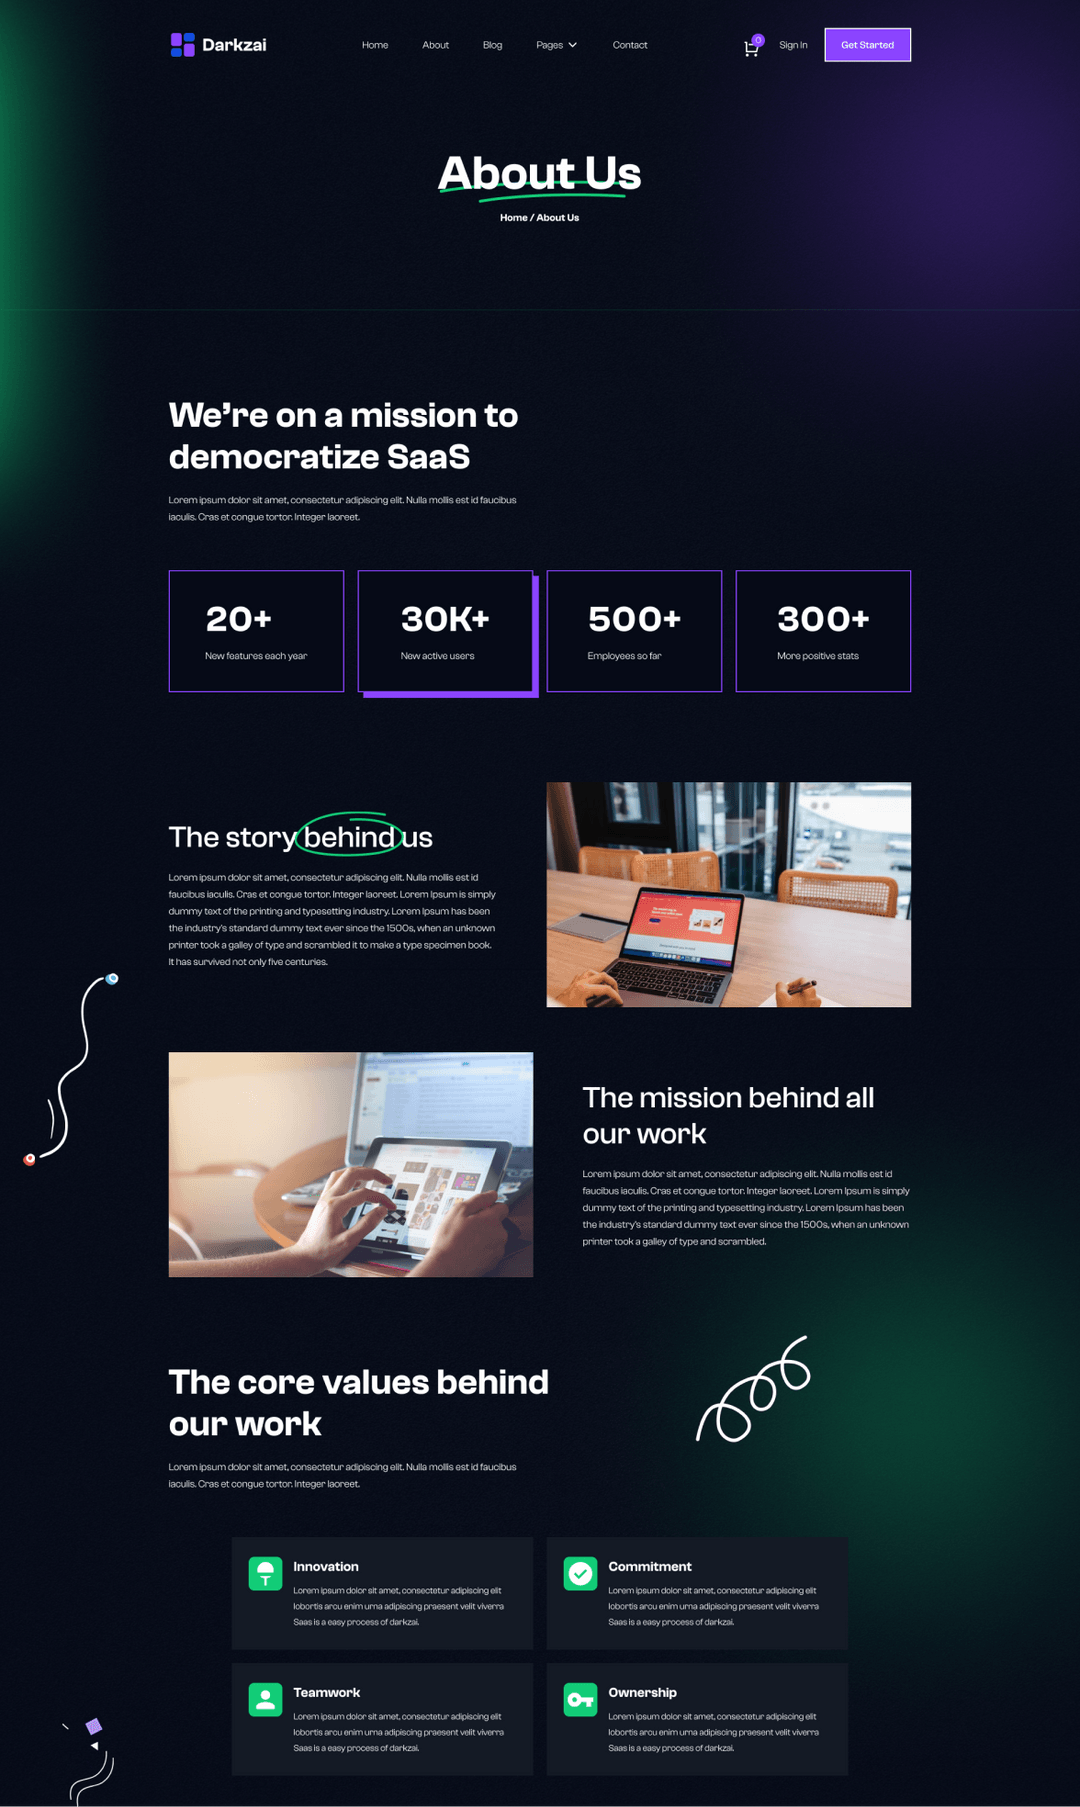 Darkzai
Home About Blog Pages Contact
0
Sign In
Get Started
About Us
Home / About Us
We're on a mission to
democratize SaaS
Lorem ipsum dolor sit amet, consectetur adipiscing elit. Nulla mollis est id faucibus
iaculis. Cras et congue tortor. Integer laoreet.
20+
New features each year
30K+
New active users
500+
Employees so far
300+
More positive stats
The story behind us
Lorem ipsum dolor sit amet, consectetur adipiscing elit. Nulla mollis est id
faucibus iaculis. Cras et congue tortor. Integer laoreet. Lorem Ipsum is simply
dummy text of the printing and typesetting industry. Lorem Ipsum has been
the industry's standard dummy text ever since the 1500s, when an unknown
printer took a galley of type and scrambled it to make a type specimen book.
It has survived not only five centuries.
The mission behind all
our work
Lorem ipsum dolor sit amet, consectetur adipiscing elit. Nulla mollis est id
faucibus iaculis. Cras et congue tortor. Integer laoreet. Lorem Ipsum is simply
dummy text of the printing and typesetting industry. Lorem Ipsum has been
the industry's standard dummy text ever since the 1500s, when an unknown
printer took a galley of type and scrambled.
The core values behind
our work
Lorem ipsum dolor sit amet, consectetur adipiscing elit. Nulla mollis est id faucibus
iaculis. Cras et congue tortor. Integer laoreet.
Innovation
Lorem ipsum dolor sit amet, consectetur adipiscing elit
lobortis arcu enim urna adipiscing praesent velit viverra
Saas is a easy process of darkzai.
Commitment
Lorem ipsum dolor sit amet, consectetur adipiscing elit
lobortis arcu enim urna adipiscing praesent velit viverra
Saas is a easy process of darkzai.
Teamwork
Lorem ipsum dolor sit amet, consectetur adipiscing elit
lobortis arcu enim urna adipiscing praesent velit viverra
Saas is a easy process of darkzai.
Ownership
Lorem ipsum dolor sit amet, consectetur adipiscing elit
lobortis arcu enim urna adipiscing praesent velit viverra
Saas is a easy process of darkzai.